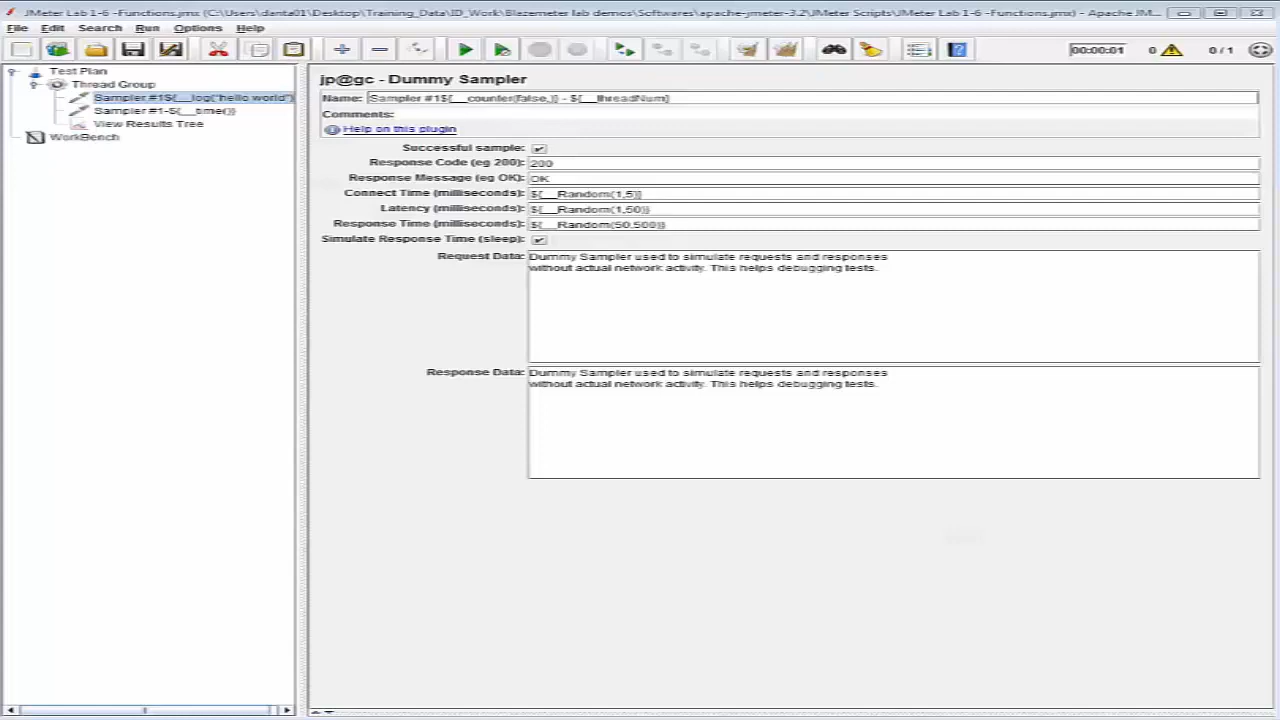 JMeter Lab 1-6 -Functions.jmx (C:\Users\danta01\Desktop\Training_Data\ID_Work\Blazemeter lab demos\Softwares\apache-jmeter-3.2\JMeter Scripts\JMeter Lab 1-6 -Functions.jmx) - Apache JM...
File Edit Search Run Options Help
00:00:01 0 0 / 1
Test Plan
Thread Group
Sampler #1${__log("hello world")
Sampler #1-${__time()}
View Results Tree
WorkBench
jp@gc - Dummy Sampler
Name: Sampler #1${__counter(false,)} - ${__threadNum}
Comments:
Help on this plugin
Successful sample:
Response Code (eg 200): 200
Response Message (eg OK): OK
Connect Time (milliseconds): ${__Random(1,5)}
Latency (milliseconds): ${__Random(1,50)}
Response Time (milliseconds): ${__Random(50,500)}
Simulate Response Time (sleep):
Request Data: Dummy Sampler used to simulate requests and responses
without actual network activity. This helps debugging tests.
Response Data: Dummy Sampler used to simulate requests and responses
without actual network activity. This helps debugging tests.